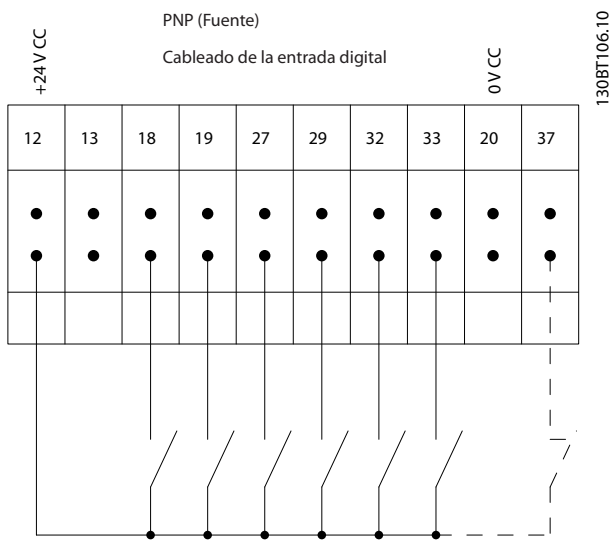 PNP (Fuente)
Cableado de la entrada digital
+24 V CC
0 V CC
130BT106.10
12 13 18 19 27 29 32 33 20 37